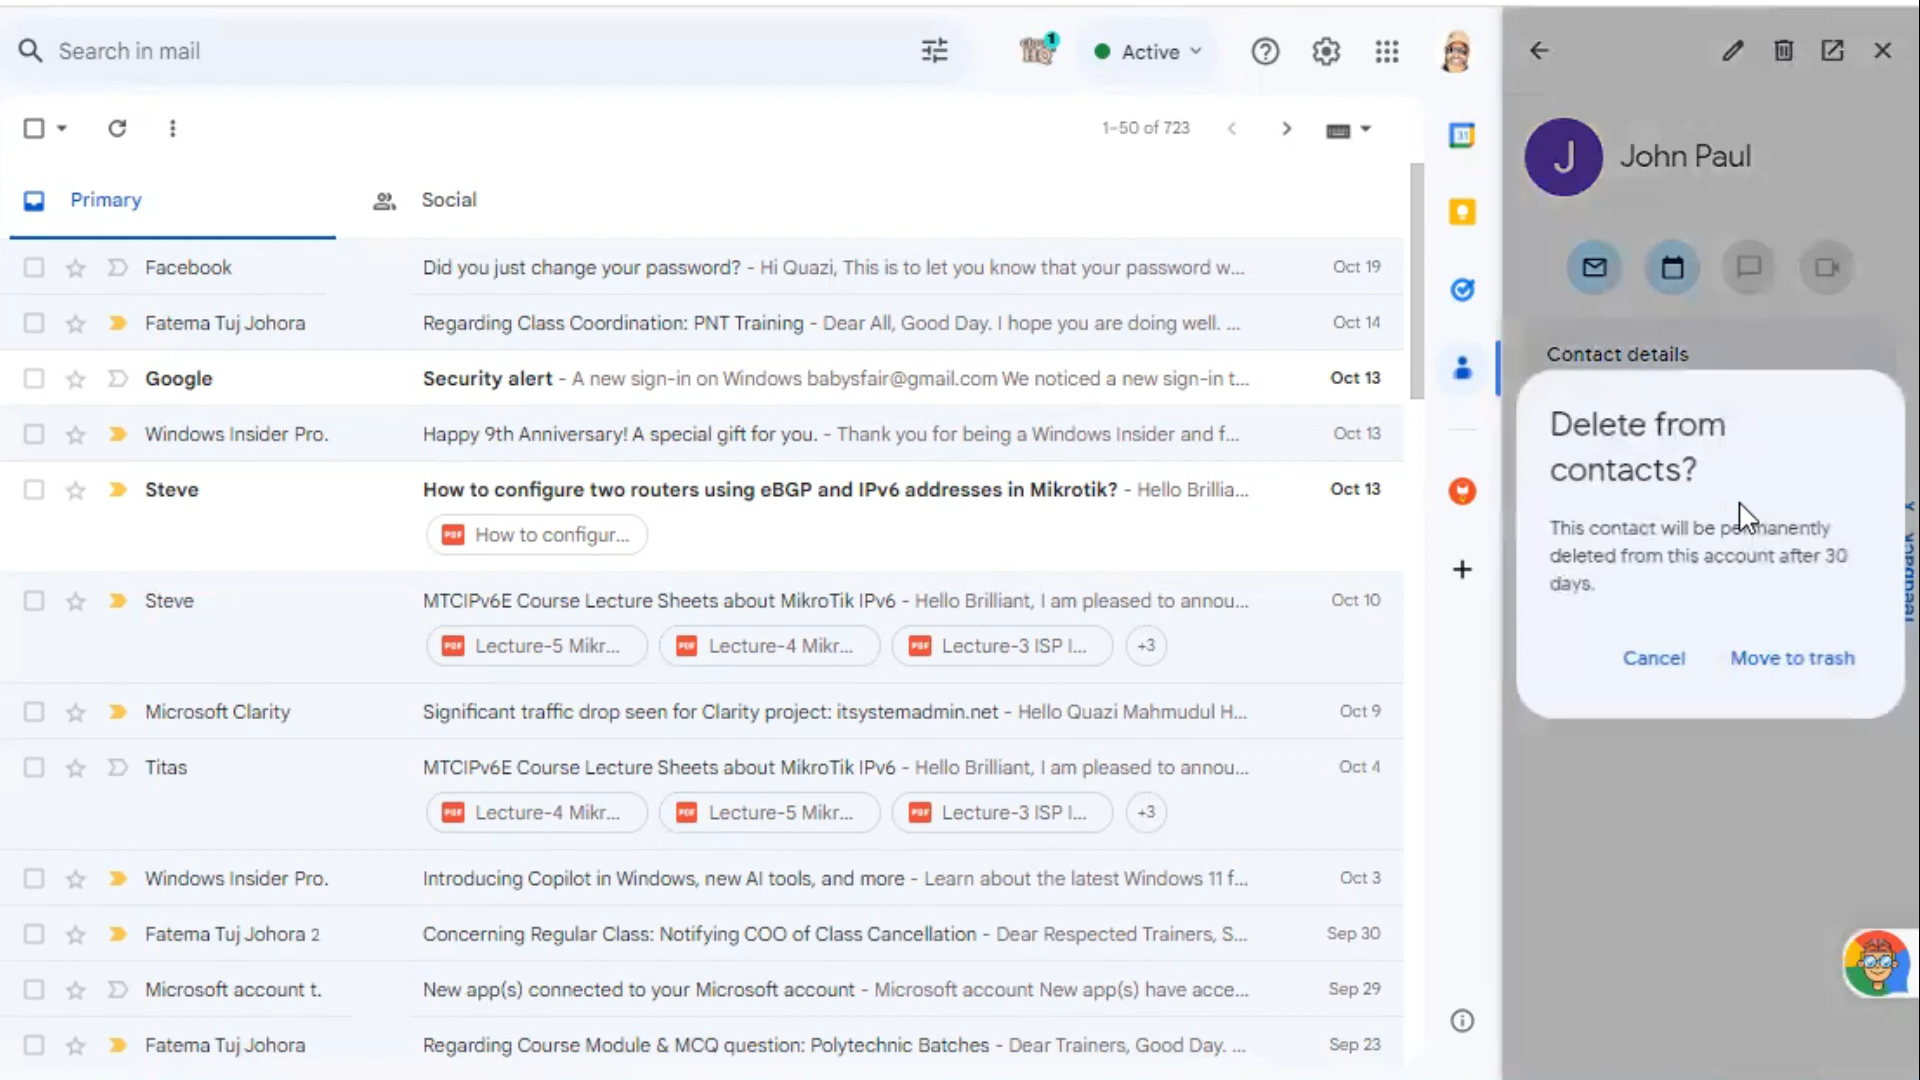 Search in mail
1
Active
1–50 of 723
Primary
Social
Facebook
Did you just change your password? - Hi Quazi, This is to let you know that your password w...
Oct 19
Fatema Tuj Johora
Regarding Class Coordination: PNT Training - Dear All, Good Day. I hope you are doing well. ...
Oct 14
Google
Security alert - A new sign-in on Windows babysfair@gmail.com We noticed a new sign-in t...
Oct 13
Windows Insider Pro.
Happy 9th Anniversary! A special gift for you. - Thank you for being a Windows Insider and f...
Oct 13
Steve
How to configure two routers using eBGP and IPv6 addresses in Mikrotik? - Hello Brillia...
Oct 13
PDF How to configur...
Steve
MTCIPv6E Course Lecture Sheets about MikroTik IPv6 - Hello Brilliant, I am pleased to annou...
Oct 10
PDF Lecture-5 Mikr...
PDF Lecture-4 Mikr...
PDF Lecture-3 ISP I...
+3
Microsoft Clarity
Significant traffic drop seen for Clarity project: itsystemadmin.net - Hello Quazi Mahmudul H...
Oct 9
Titas
MTCIPv6E Course Lecture Sheets about MikroTik IPv6 - Hello Brilliant, I am pleased to annou...
Oct 4
PDF Lecture-4 Mikr...
PDF Lecture-5 Mikr...
PDF Lecture-3 ISP I...
+3
Windows Insider Pro.
Introducing Copilot in Windows, new AI tools, and more - Learn about the latest Windows 11 f...
Oct 3
Fatema Tuj Johora 2
Concerning Regular Class: Notifying COO of Class Cancellation - Dear Respected Trainers, S...
Sep 30
Microsoft account t.
New app(s) connected to your Microsoft account - Microsoft account New app(s) have acce...
Sep 29
Fatema Tuj Johora
Regarding Course Module & MCQ question: Polytechnic Batches - Dear Trainers, Good Day. ...
Sep 23
31
J
John Paul
Contact details
Delete from
contacts?
This contact will be permanently
deleted from this account after 30
days.
Cancel
Move to trash
feedback